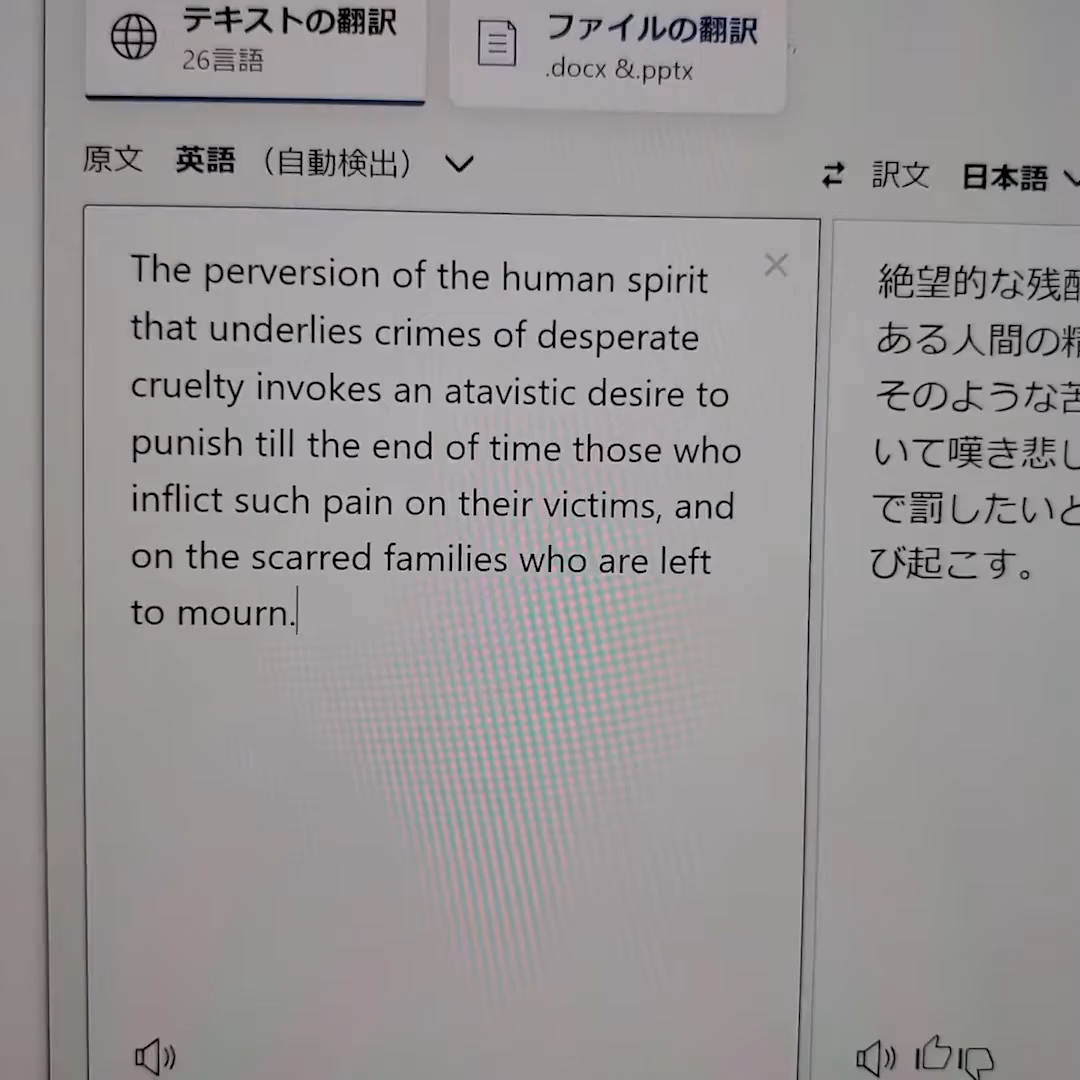 テキストの翻訳
26言語
ファイルの翻訳
.docx &.pptx
原文 英語 (自動検出)
訳文 日本語
The perversion of the human spirit
that underlies crimes of desperate
cruelty invokes an atavistic desire to
punish till the end of time those who
inflict such pain on their victims, and
on the scarred families who are left
to mourn.
絶望的な残
ある人間の
そのような
いて嘆き悲し
で罰したいと
び起こす。